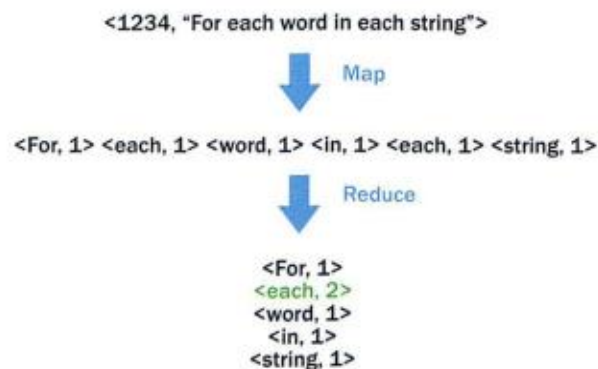 <1234, “For each word in each string”>
Map
<For, 1> <each, 1> <word, 1> <in, 1> <each, 1> <string, 1>
Reduce
<For, 1>
<each, 2>
<word, 1>
<in, 1>
<string, 1>